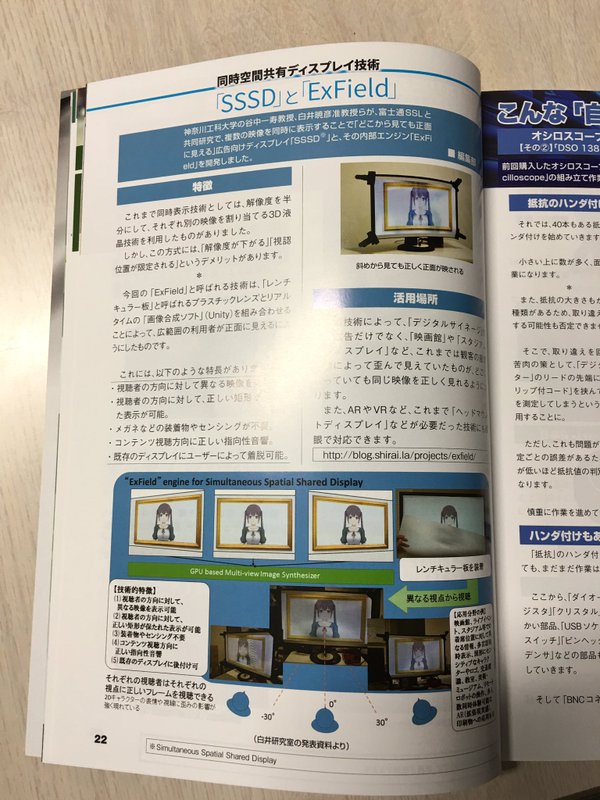 同時空間共有ディスプレイ技術
「SSSD」と「ExField」
神奈川工科大学の谷中一寿教授、白井暁彦准教授らが、富士通SSLと
共同研究で、複数の映像を同時に表示することで「どこから見ても正面
に見える」広告向けディスプレイ「SSSD®」と、その内部エンジン「ExFi
eld」を開発しました。
■ 編集部
特徴
これまで同時表示技術としては、解像度を半
分にして、それぞれ別の映像を割り当てる3D液
晶技術を利用したものがありました。
しかし、この方式には、「解像度が下がる」「視認
位置が限定される」というデメリットがあります。
*
今回の「ExField」と呼ばれる技術は、「レンチ
キュラー板」と呼ばれるプラスチックレンズとリアル
タイムの「画像合成ソフト」(Unity)を組み合わせる
ことによって、広範囲の利用者が正面に見えるによ
うにしたものです。
*
これには、以下のような特長があり
・視聴者の方向に対して異なる映像を
・視聴者の方向に対して、正しい矩形が
た表示が可能。
・メガネなどの装着物やセンシングが不要。
・コンテンツ視聴方向に正しい指向性音響。
・既存のディスプレイにユーザーによって着脱可能。
斜めから見ても正しく正面が映される
活用場所
技術によって、「デジタルサイネージ
告だけでなく、「映画館」や「スタジア
ィスプレイ」など、これまでは観客の
よって歪んで見えていたものが、ど
っていても同じ映像を正しく見れるように
ります。
また、ARやVRなど、これまで「ヘッドマウ
トディスプレイ」などが必要だった技術に
眼で対応できます。
http://blog.shirai.la/projects/exfield/
"ExField" engine for Simultaneous Spatial Shared Display
GPU based Multi-view Image Synthesizer
レンチキュラー板を装着
異なる視点から視聴
【技術的特徴】
(1)視聴者の方向に対して、
異なる映像を表示可能
(2)視聴者の方向に対して、
正しい矩形が保たれた表示が可能
(3)装着物やセンシング不要
(4)コンテンツ視聴方向に
正しい指向性音響
(5)既存のディスプレイに後付け可
それぞれの視聴者はそれぞれの
視点に正しいフレームを視聴できる
2Dキャラクターの表情や視線に歪みの影響が
強く現れている
【応用分野の例】
-30°
0°
30°
(白井研究室の発表資料より)
22
※Simultaneous Spatial Shared Display
こんな「自
オシロスコープ
【その②】「DSO 138
前回購入したオシロスコープ
cilloscope」の組み立て作業
抵抗のハンダ付け
それでは、40本もある抵
ンダ付けを始めていきます
小さい上に数が多く、面
業になります。
*
また、抵抗の大きさもか
種類があるため、取り違え
する可能性も否定できませ
そこで、取り違えを回
苦肉の策として、「デジ
ター」のリードの先端に
リップ付コード」を挟んで
を測定してしまうという
用することに。
ただし、これも問題が
定ごとの誤差があるた
が低いほど抵抗値の判別
なります。
慎重に作業を進めて
ハンダ付けもあ
「抵抗」のハンダ付け
ても、まだまだ作業は
ここから、「ダイオー
ジスタ」「クリスタル」
かい部品、「USBソケ
スイッチ」「ピンヘッ
デンサ」などの部品も
していきます。
そして「BNCコネ